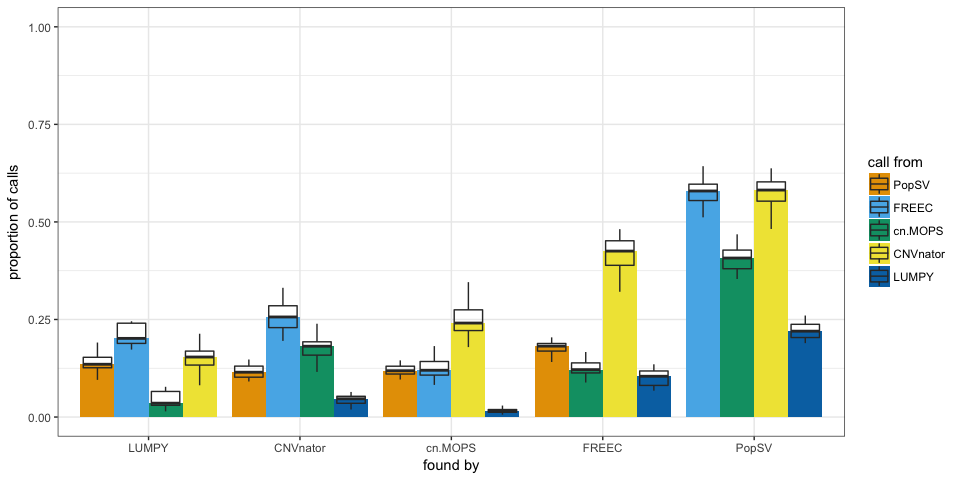 1.00
0.75
0.50
0.25
0.00
proportion of calls
LUMPY
CNVnator
cn.MOPS
FREEC
PopSV
found by
call from
PopSV
FREEC
cn.MOPS
CNVnator
LUMPY